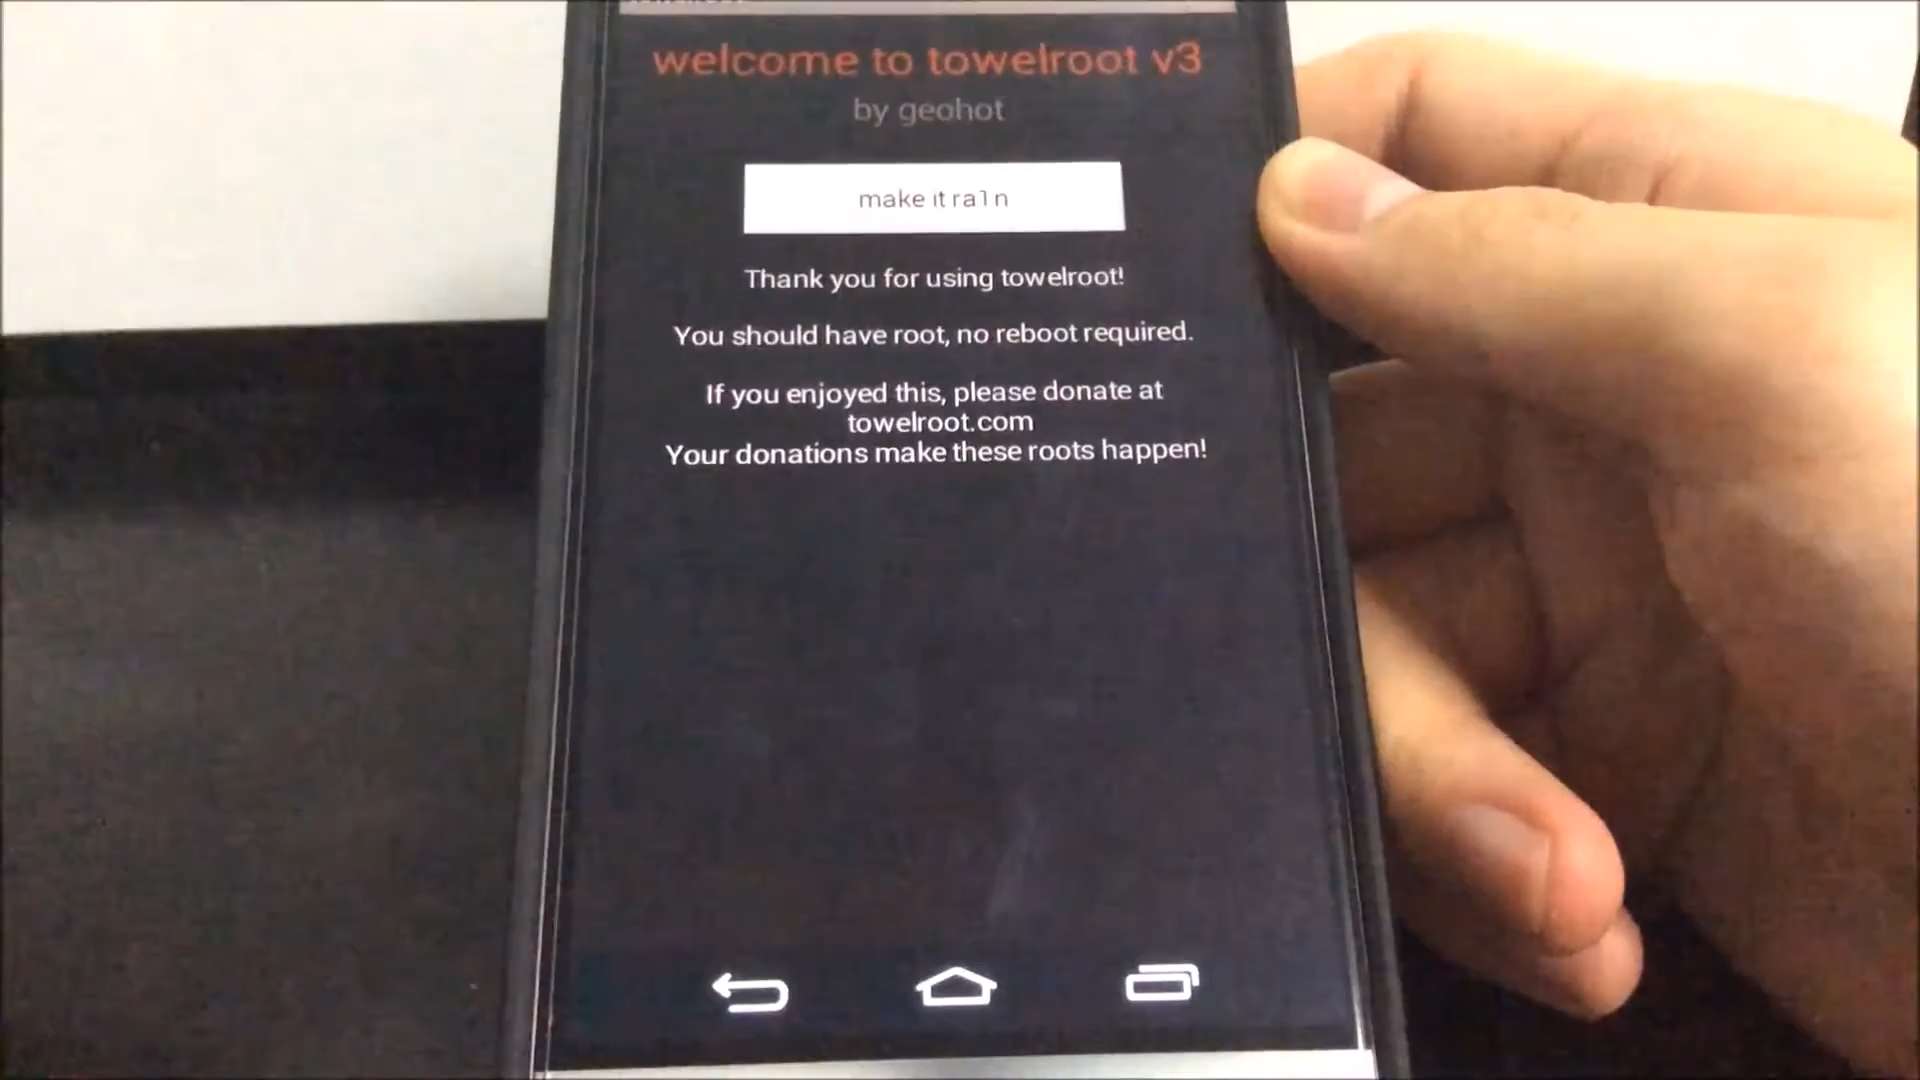 welcome to towelroot v3
by geohot
make it ra1n
Thank you for using towelroot!
You should have root, no reboot required.
If you enjoyed this, please donate at
towelroot.com
Your donations make these roots happen!